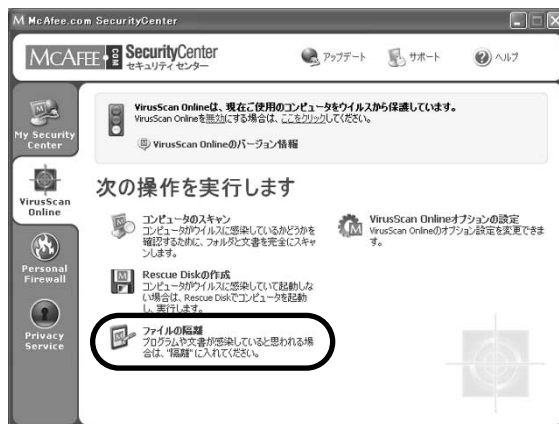 McAfee.com SecurityCenter
McAFEE .COM SecurityCenter
セキュリティ センター
アップデート
サポート
ヘルプ
My Security
Center
VirusScan
Online
Personal
Firewall
Privacy
Service
VirusScan Onlineは、現在ご使用のコンピュータをウイルスから保護しています。
VirusScan Onlineを無効にする場合は、ここをクリックしてください。
VirusScan Onlineのバージョン情報
次の操作を実行します
コンピュータのスキャン
コンピュータがウイルスに感染しているかどうかを
確認するために、フォルダと文書を完全にスキャ
ンします。
Rescue Diskの作成
コンピュータがウイルスに感染していて起動しな
い場合は、Rescue Diskでコンピュータを起動
し、実行します。
ファイルの隔離
プログラムや文書が感染していると思われる場
合は、"隔離"に入れてください。
VirusScan Onlineオプションの設定
VirusScan Onlineのオプション設定を変更できま
す。